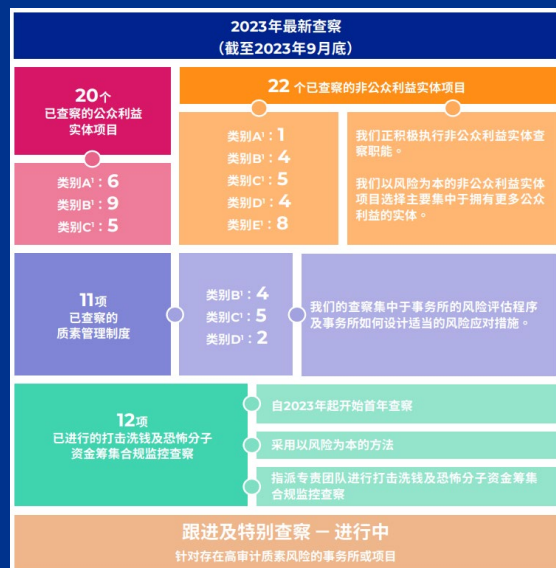 2023年最新查察
（截至2023年9月底）
20个
已查察的公众利益
实体项目
类别A¹：6
类别B¹：9
类别C¹：5
22 个已查察的非公众利益实体项目
类别A¹：1
类别B¹：4
类别C¹：5
类别D¹：4
类别E¹：8
我们正积极执行非公众利益实体查
察职能。
我们以风险为本的非公众利益实体
项目选择主要集中于拥有更多公众
利益的实体。
11项
已查察的
质素管理制度
类别B¹：4
类别C¹：5
类别D¹：2
我们的查察集中于事务所的风险评估程序
及事务所如何设计适当的风险应对措施。
12项
已进行的打击洗钱及恐怖分子
资金筹集合规监控查察
自2023年起开始首年查察
采用以风险为本的方法
指派专责团队进行打击洗钱及恐怖分子资金筹集
合规监控查察
跟进及特别查察 – 进行中
针对存在高审计质素风险的事务所或项目